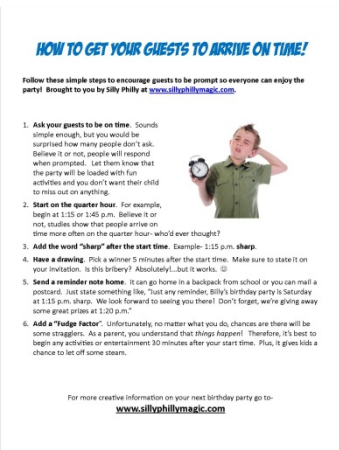 HOW TO GET YOUR GUESTS TO ARRIVE ON TIME!
Follow these simple steps to encourage guests to be prompt so everyone can enjoy the
party!  Brought to you by Silly Philly at www.sillyphillymagic.com.
1. Ask your guests to be on time.  Sounds
simple enough, but you would be
surprised how many people don't ask.
Believe it or not, people will respond
when prompted.  Let them know that
the party will be loaded with fun
activities and you don't want their child
to miss out on anything.
2. Start on the quarter hour.  For example,
begin at 1:15 or 1:45 p.m.  Believe it or
not, studies show that people arrive on
time more often on the quarter hour- who'd ever thought?
3. Add the word "sharp" after the start time.  Example- 1:15 p.m. sharp.
4. Have a drawing.  Pick a winner 5 minutes after the start time.  Make sure to state it on
your invitation.  Is this bribery?  Absolutely!...but it works. ☺
5. Send a reminder note home.  It can go home in a backpack from school or you can mail a
postcard.  Just state something like, "Just any reminder, Billy's birthday party is Saturday
at 1:15 p.m. sharp.  We look forward to seeing you there!  Don't forget, we're giving away
some great prizes at 1:20 p.m."
6. Add a "Fudge Factor".  Unfortunately, no matter what you do, chances are there will be
some stragglers.  As a parent, you understand that things happen!  Therefore, it's best to
begin any activities or entertainment 30 minutes after your start time.  Plus, it gives kids a
chance to let off some steam.
For more creative information on your next birthday party go to-
www.sillyphillymagic.com